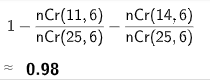 1 − nCr(11, 6)/nCr(25, 6) − nCr(14, 6)/nCr(25, 6)
≈ 0.98